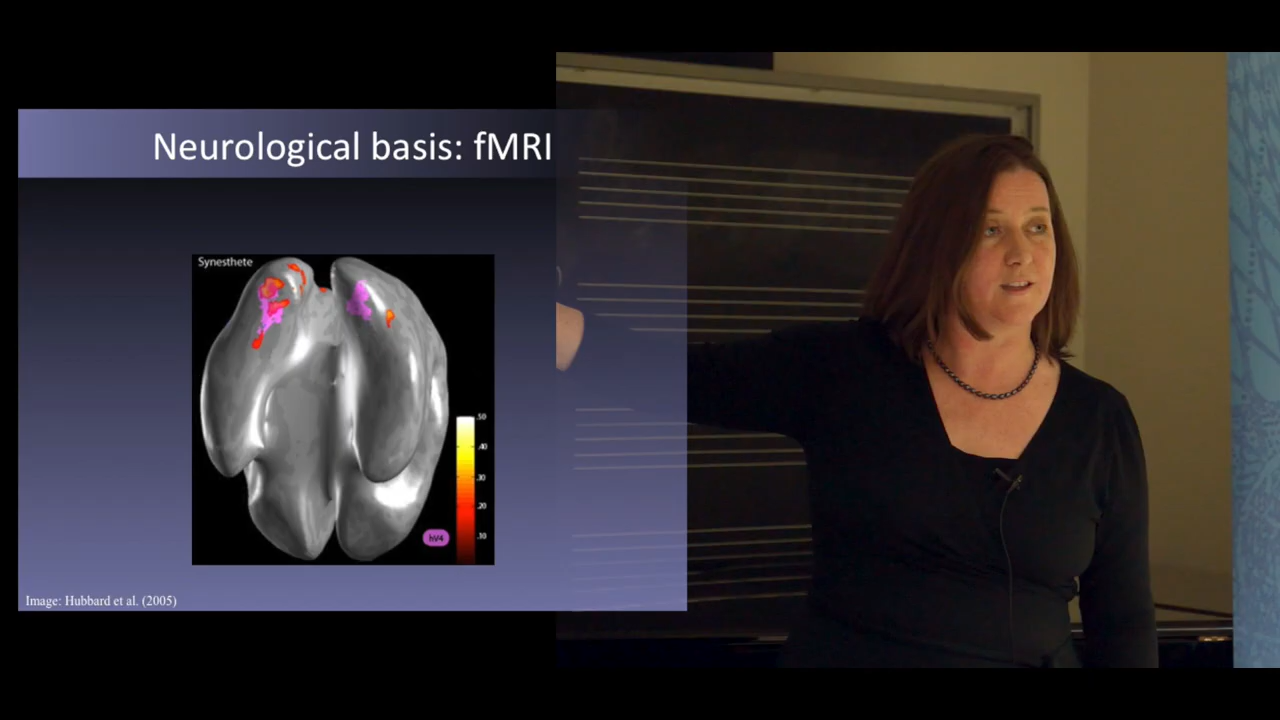 Neurological basis: fMRI
Synesthete
.50
.40
.30
.20
.10
hV4
Image: Hubbard et al. (2005)